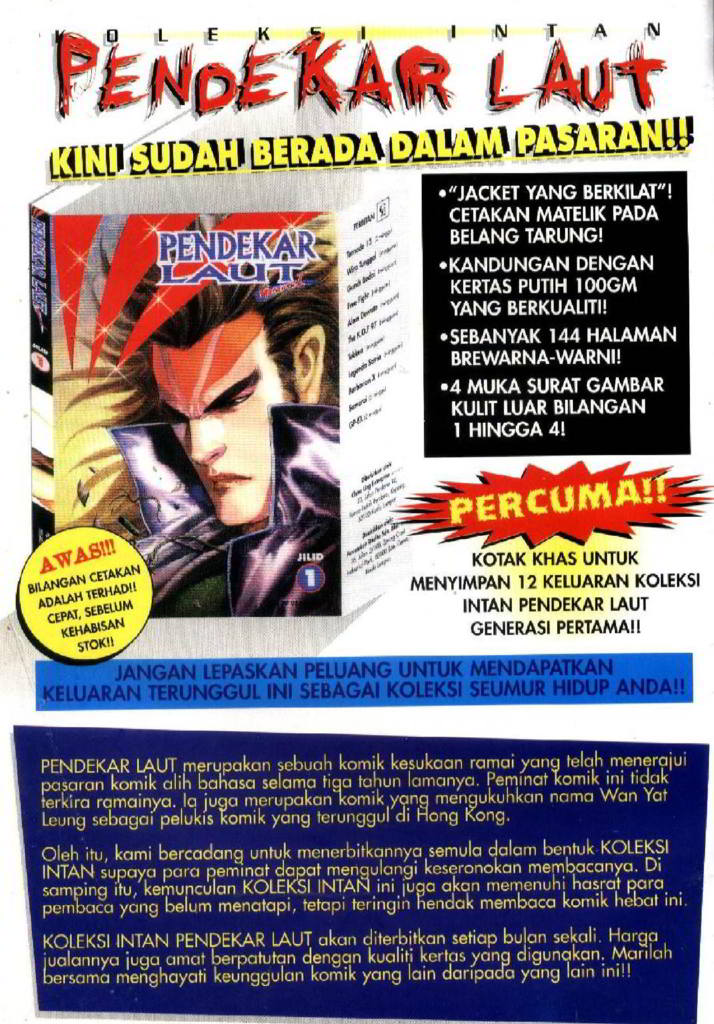 KOLEKSI INTAN
PENDEKAR LAUT
KINI SUDAH BERADA DALAM PASARAN!!
PENDEKAR
LAUT
JILID
1
•"JACKET YANG BERKILAT"!
CETAKAN MATELIK PADA
BELANG TARUNG!
•KANDUNGAN DENGAN
KERTAS PUTIH 100GM
YANG BERKUALITI!
•SEBANYAK 144 HALAMAN
BREWARNA-WARNI!
•4 MUKA SURAT GAMBAR
KULIT LUAR BILANGAN
1 HINGGA 4!
PERCUMA!!
KOTAK KHAS UNTUK
MENYIMPAN 12 KELUARAN KOLEKSI
INTAN PENDEKAR LAUT
GENERASI PERTAMA!!
AWAS!!!
BILANGAN CETAKAN
ADALAH TERHAD!!
CEPAT, SEBELUM
KEHABISAN
STOK!!
JANGAN LEPASKAN PELUANG UNTUK MENDAPATKAN
KELUARAN TERUNGGUL INI SEBAGAI KOLEKSI SEUMUR HIDUP ANDA!!
PENDEKAR LAUT merupakan sebuah komik kesukaan ramai yang telah menerajui
pasaran komik alih bahasa selama tiga tahun lamanya. Peminat komik ini tidak
terkira ramainya. Ia juga merupakan komik yang mengukuhkan nama Wan Yat
Leung sebagai pelukis komik yang terunggul di Hong Kong.
Oleh itu, kami bercadang untuk menerbitkannya semula dalam bentuk KOLEKSI
INTAN supaya para peminat dapat mengulangi keseronokan membacanya. Di
samping itu, kemunculan KOLEKSI INTAN ini juga akan memenuhi hasrat para
pembaca yang belum menatapi, tetapi teringin hendak membaca komik hebat ini.
KOLEKSI INTAN PENDEKAR LAUT akan diterbitkan setiap bulan sekali. Harga
jualannya juga amat berpatutan dengan kualiti kertas yang digunakan. Marilah
bersama menghayati keunggulan komik yang lain daripada yang lain ini!!